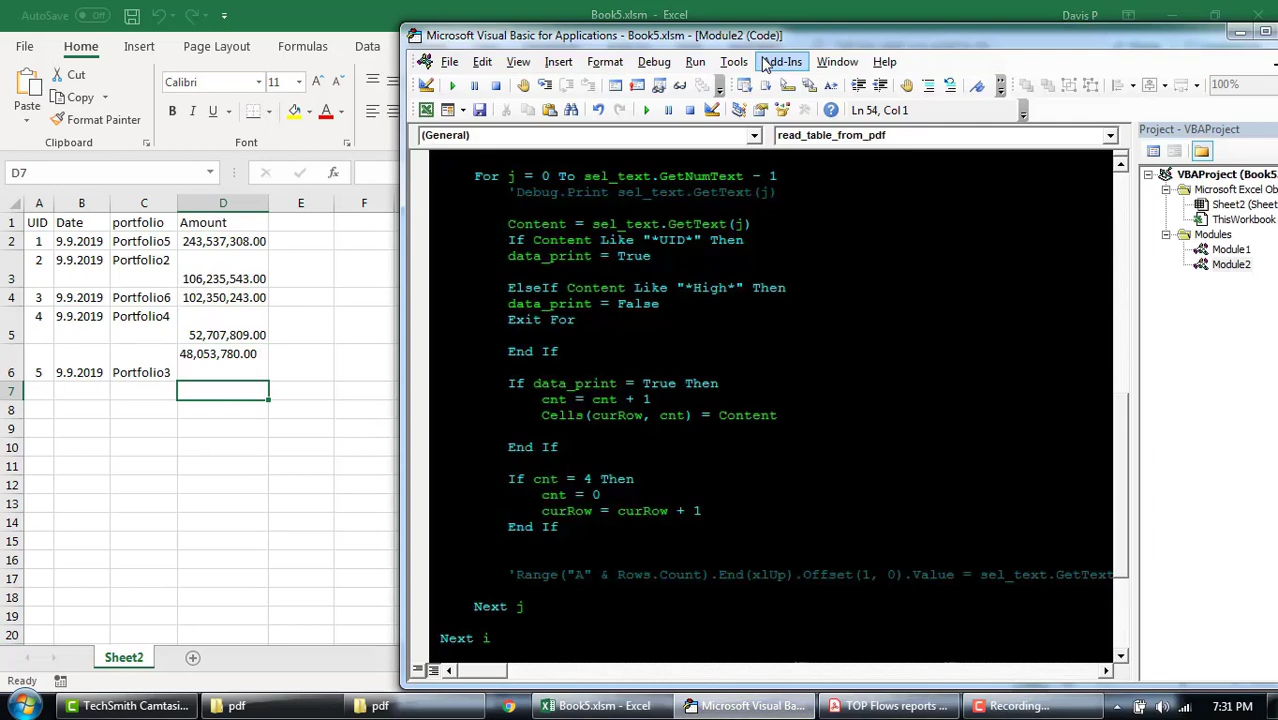 AutoSave Off
Book5.xlsm - Excel
Davis P
File Home Insert Page Layout Formulas Data
Paste
Cut
Copy
Format Painter
Clipboard
Calibri 11
B I U
Font
D7
A B C D E F
1 UID Date portfolio Amount
2 1 9.9.2019 Portfolio5 243,537,308.00
3 2 9.9.2019 Portfolio2 106,235,543.00
4 3 9.9.2019 Portfolio6 102,350,243.00
5 4 9.9.2019 Portfolio4 52,707,809.00
6 5 9.9.2019 Portfolio3 48,053,780.00
7
8
9
10
11
12
13
14
15
16
17
18
19
20
Sheet2
Ready
Microsoft Visual Basic for Applications - Book5.xlsm - [Module2 (Code)]
File Edit View Insert Format Debug Run Tools Add-Ins Window Help
100%
Ln 54, Col 1
(General) read_table_from_pdf
For j = 0 To sel_text.GetNumText - 1
'Debug.Print sel_text.GetText(j)
Content = sel_text.GetText(j)
If Content Like "*UID*" Then
data_print = True
ElseIf Content Like "*High*" Then
data_print = False
Exit For
End If
If data_print = True Then
cnt = cnt + 1
Cells(curRow, cnt) = Content
End If
If cnt = 4 Then
cnt = 0
curRow = curRow + 1
End If
'Range("A" & Rows.Count).End(xlUp).Offset(1, 0).Value = sel_text.GetText
Next j
Next i
Project - VBAProject
VBAProject (Book5
Microsoft Excel Obj
Sheet2 (Sheet
ThisWorkbook
Modules
Module1
Module2
TechSmith Camtasi...
pdf
pdf
Book5.xlsm - Excel
Microsoft Visual Ba...
TOP Flows reports ...
Recording...
7:31 PM